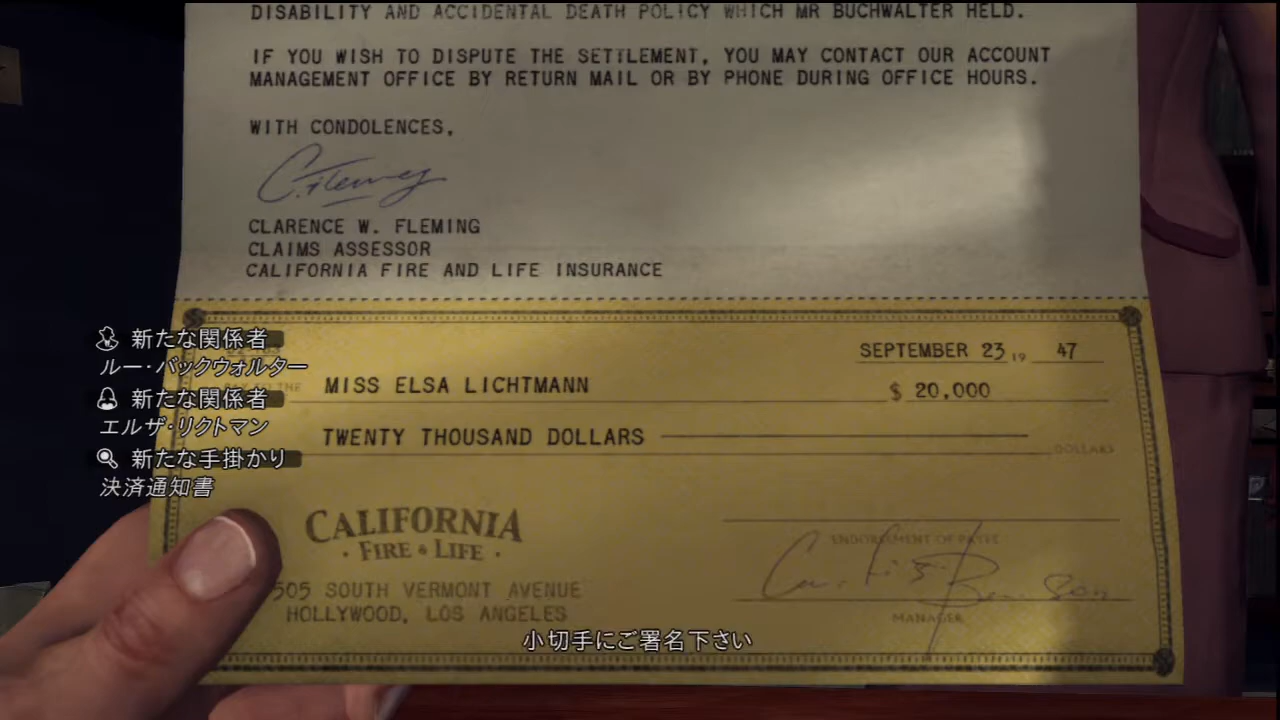 DISABILITY AND ACCIDENTAL DEATH POLICY WHICH MR BUCHWALTER HELD.
IF YOU WISH TO DISPUTE THE SETTLEMENT, YOU MAY CONTACT OUR ACCOUNT
MANAGEMENT OFFICE BY RETURN MAIL OR BY PHONE DURING OFFICE HOURS.
WITH CONDOLENCES,
C. Fleming
CLARENCE W. FLEMING
CLAIMS ASSESSOR
CALIFORNIA FIRE AND LIFE INSURANCE
新たな関係者
ルー・バックウォルター
新たな関係者
エルザ・リクトマン
新たな手掛かり
決済通知書
SEPTEMBER 23 19 47
PAY TO THE MISS ELSA LICHTMANN $ 20,000
TWENTY THOUSAND DOLLARS DOLLARS
CALIFORNIA
· FIRE & LIFE ·
505 SOUTH VERMONT AVENUE
HOLLYWOOD, LOS ANGELES
ENDORSEMENT OF PAYEE
Curtis Benson
MANAGER
小切手にご署名下さい